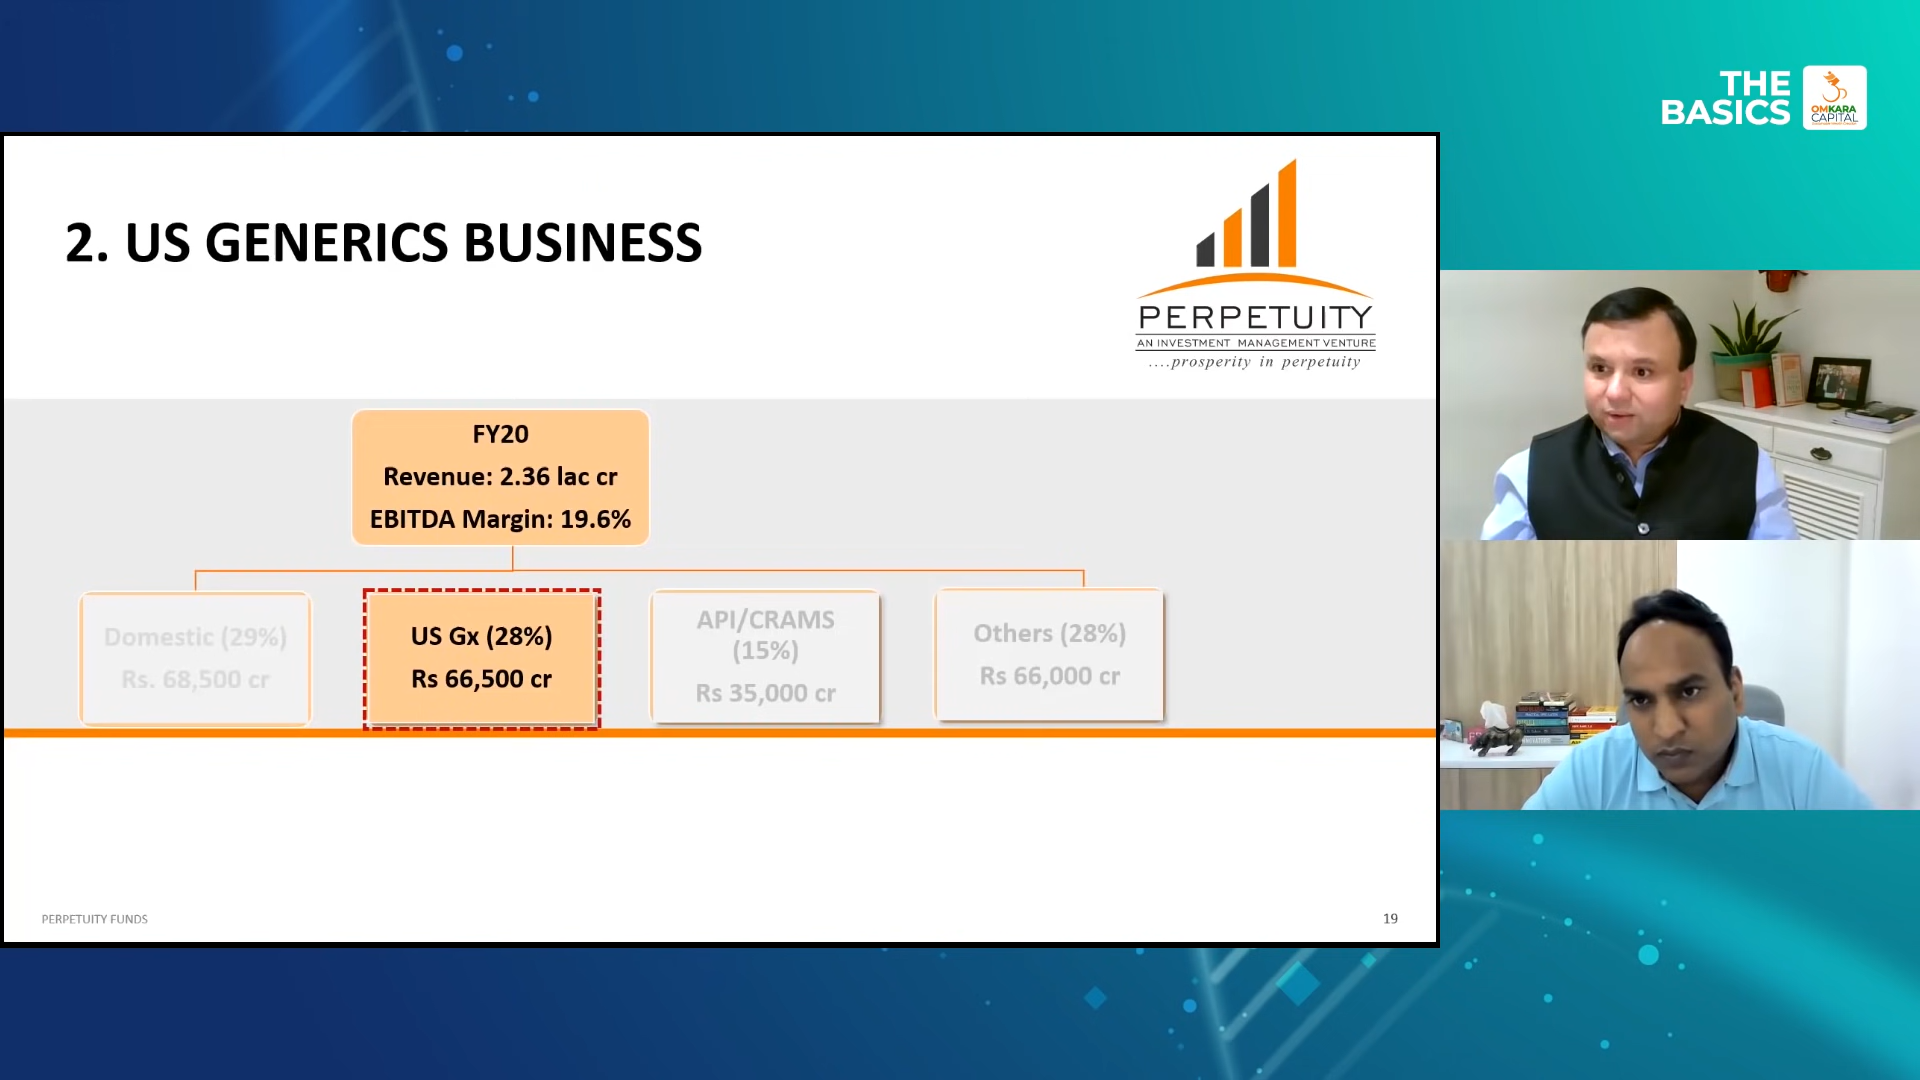 THE
BASICS
OMKARA
CAPITAL
2. US GENERICS BUSINESS
PERPETUITY
AN INVESTMENT MANAGEMENT VENTURE
....prosperity in perpetuity
FY20
Revenue: 2.36 lac cr
EBITDA Margin: 19.6%
Domestic (29%)
Rs. 68,500 cr
US Gx (28%)
Rs 66,500 cr
API/CRAMS
(15%)
Rs 35,000 cr
Others (28%)
Rs 66,000 cr
PERPETUITY FUNDS
19